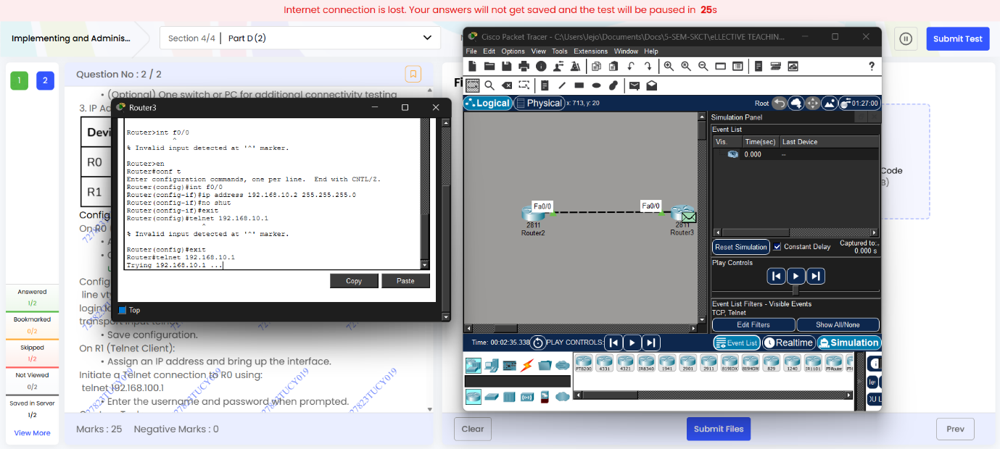 Internet connection is lost. Your answers will not get saved and the test will be paused in 25s
Implementing and Adminis...
Section 4/4 | Part D (2)
Submit Test
1
2
Question No : 2 / 2
• (Optional) One switch or PC for additional connectivity testing
3. IP Ad
Devi
R0
R1
Config
On R0
Config
line vt
login lo
transport input telnet
• Save configuration.
On R1 (Telnet Client):
• Assign an IP address and bring up the interface.
Initiate a Telnet connection to R0 using:
telnet 192.168.100.1
• Enter the username and password when prompted.
727823TUCY019
Marks : 25 Negative Marks : 0
Answered
1/2
Bookmarked
0/2
Skipped
1/2
Not Viewed
0/2
Saved in Server
1/2
View More
Router3
Router>int f0/0
^
% Invalid input detected at '^' marker.
Router>en
Router#conf t
Enter configuration commands, one per line. End with CNTL/Z.
Router(config)#int f0/0
Router(config-if)#ip address 192.168.10.2 255.255.255.0
Router(config-if)#no shut
Router(config-if)#exit
Router(config)#telnet 192.168.10.1
^
% Invalid input detected at '^' marker.
Router(config)#exit
Router#telnet 192.168.10.1
Trying 192.168.10.1 ...
Copy
Paste
Top
Cisco Packet Tracer - C:\Users\Jejo\Documents\Docs\5-SEM-SKCT\eLLECTIVE TEACHIN...
File Edit Options View Tools Extensions Window Help
?
Logical
Physical
x: 713, y: 20
Root
01:27:00
Fa0/0
Fa0/0
2811
Router2
2811
Router3
Simulation Panel
Event List
Vis. Time(sec) Last Device
0.000 --
Reset Simulation
Constant Delay
Captured to:
0.000 s
Play Controls
Event List Filters - Visible Events
TCP, Telnet
Edit Filters
Show All/None
Time: 00:02:35.338
PLAY CONTROLS:
Event List
Realtime
Simulation
PT8200 4331 4321 IR8340 1941 2901 2911 819IOX 819HGW 829 1240 IR1101 PT-Router
Fi
Code
B)
Clear
Submit Files
Prev